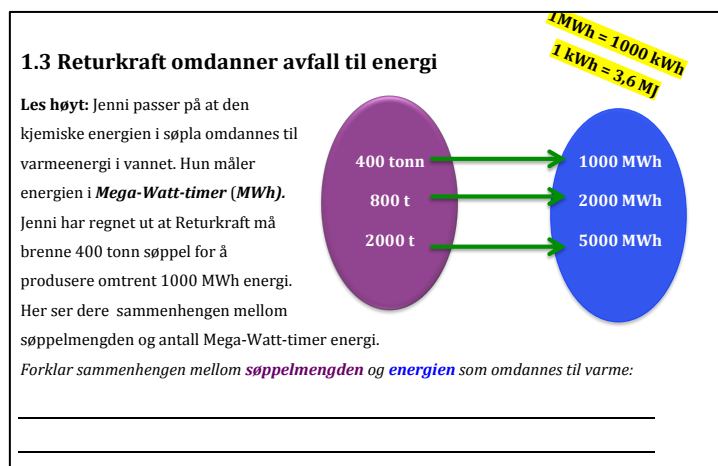 1MWh = 1000 kWh
1 kWh = 3,6 MJ
1.3 Returkraft omdanner avfall til energi
Les høyt: Jenni passer på at den
kjemiske energien i søpla omdannes til
varmeenergi i vannet. Hun måler
energien i Mega-Watt-timer (MWh).
Jenni har regnet ut at Returkraft må
brenne 400 tonn søppel for å
produsere omtrent 1000 MWh energi.
Her ser dere sammenhengen mellom
søppelmengden og antall Mega-Watt-timer energi.
400 tonn 1000 MWh
800 t 2000 MWh
2000 t 5000 MWh
Forklar sammenhengen mellom søppelmengden og energien som omdannes til varme: